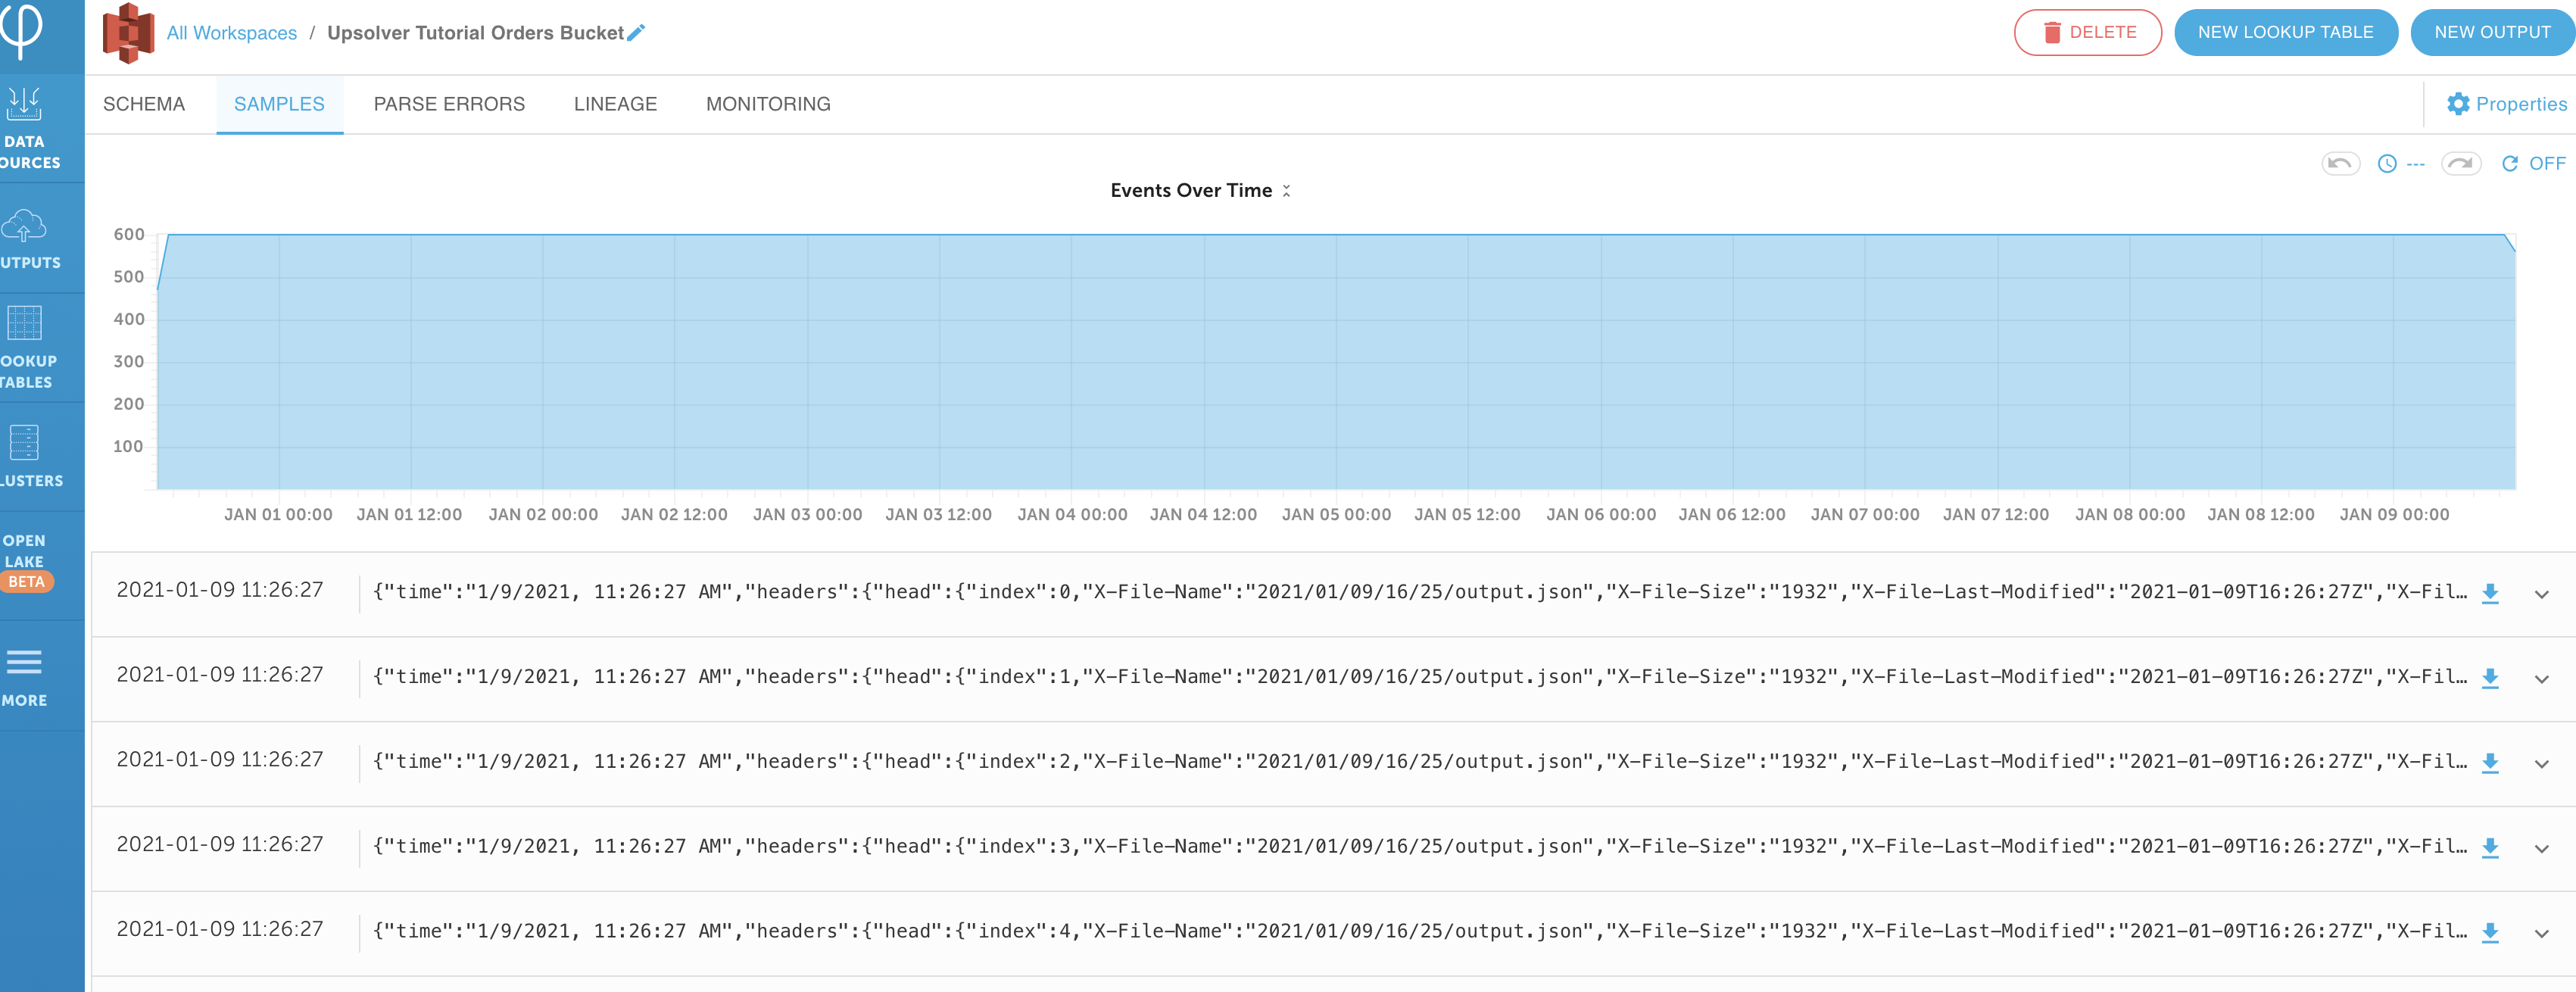 All Workspaces / Upsolver Tutorial Orders Bucket
DELETE
NEW LOOKUP TABLE
NEW OUTPUT
DATA
OURCES
UTPUTS
OOKUP
TABLES
LUSTERS
OPEN
LAKE
BETA
MORE
SCHEMA
SAMPLES
PARSE ERRORS
LINEAGE
MONITORING
Properties
---
OFF
Events Over Time
600
500
400
300
200
100
JAN 01 00:00 JAN 01 12:00 JAN 02 00:00 JAN 02 12:00 JAN 03 00:00 JAN 03 12:00 JAN 04 00:00 JAN 04 12:00 JAN 05 00:00 JAN 05 12:00 JAN 06 00:00 JAN 06 12:00 JAN 07 00:00 JAN 07 12:00 JAN 08 00:00 JAN 08 12:00 JAN 09 00:00
2021-01-09 11:26:27 {"time":"1/9/2021, 11:26:27 AM","headers":{"head":{"index":0,"X-File-Name":"2021/01/09/16/25/output.json","X-File-Size":"1932","X-File-Last-Modified":"2021-01-09T16:26:27Z","X-Fil…
2021-01-09 11:26:27 {"time":"1/9/2021, 11:26:27 AM","headers":{"head":{"index":1,"X-File-Name":"2021/01/09/16/25/output.json","X-File-Size":"1932","X-File-Last-Modified":"2021-01-09T16:26:27Z","X-Fil…
2021-01-09 11:26:27 {"time":"1/9/2021, 11:26:27 AM","headers":{"head":{"index":2,"X-File-Name":"2021/01/09/16/25/output.json","X-File-Size":"1932","X-File-Last-Modified":"2021-01-09T16:26:27Z","X-Fil…
2021-01-09 11:26:27 {"time":"1/9/2021, 11:26:27 AM","headers":{"head":{"index":3,"X-File-Name":"2021/01/09/16/25/output.json","X-File-Size":"1932","X-File-Last-Modified":"2021-01-09T16:26:27Z","X-Fil…
2021-01-09 11:26:27 {"time":"1/9/2021, 11:26:27 AM","headers":{"head":{"index":4,"X-File-Name":"2021/01/09/16/25/output.json","X-File-Size":"1932","X-File-Last-Modified":"2021-01-09T16:26:27Z","X-Fil…